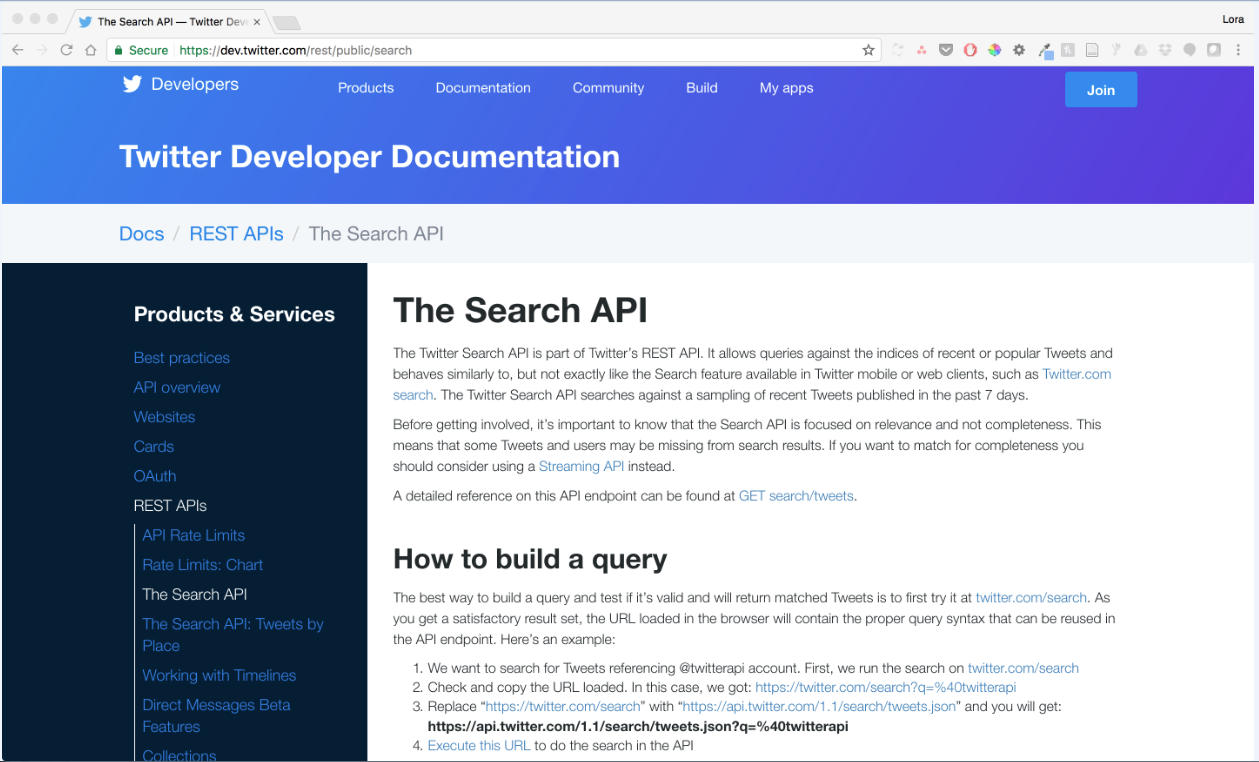 The Search API — Twitter Deve
Lora
Secure https://dev.twitter.com/rest/public/search
Developers Products Documentation Community Build My apps Join
Twitter Developer Documentation
Docs / REST APIs / The Search API
Products & Services
Best practices
API overview
Websites
Cards
OAuth
REST APIs
API Rate Limits
Rate Limits: Chart
The Search API
The Search API: Tweets by
Place
Working with Timelines
Direct Messages Beta
Features
Collections
The Search API
The Twitter Search API is part of Twitter’s REST API. It allows queries against the indices of recent or popular Tweets and
behaves similarly to, but not exactly like the Search feature available in Twitter mobile or web clients, such as Twitter.com
search. The Twitter Search API searches against a sampling of recent Tweets published in the past 7 days.
Before getting involved, it’s important to know that the Search API is focused on relevance and not completeness. This
means that some Tweets and users may be missing from search results. If you want to match for completeness you
should consider using a Streaming API instead.
A detailed reference on this API endpoint can be found at GET search/tweets.
How to build a query
The best way to build a query and test if it’s valid and will return matched Tweets is to first try it at twitter.com/search. As
you get a satisfactory result set, the URL loaded in the browser will contain the proper query syntax that can be reused in
the API endpoint. Here’s an example:
1. We want to search for Tweets referencing @twitterapi account. First, we run the search on twitter.com/search
2. Check and copy the URL loaded. In this case, we got: https://twitter.com/search?q=%40twitterapi
3. Replace “https://twitter.com/search” with “https://api.twitter.com/1.1/search/tweets.json” and you will get:
https://api.twitter.com/1.1/search/tweets.json?q=%40twitterapi
4. Execute this URL to do the search in the API